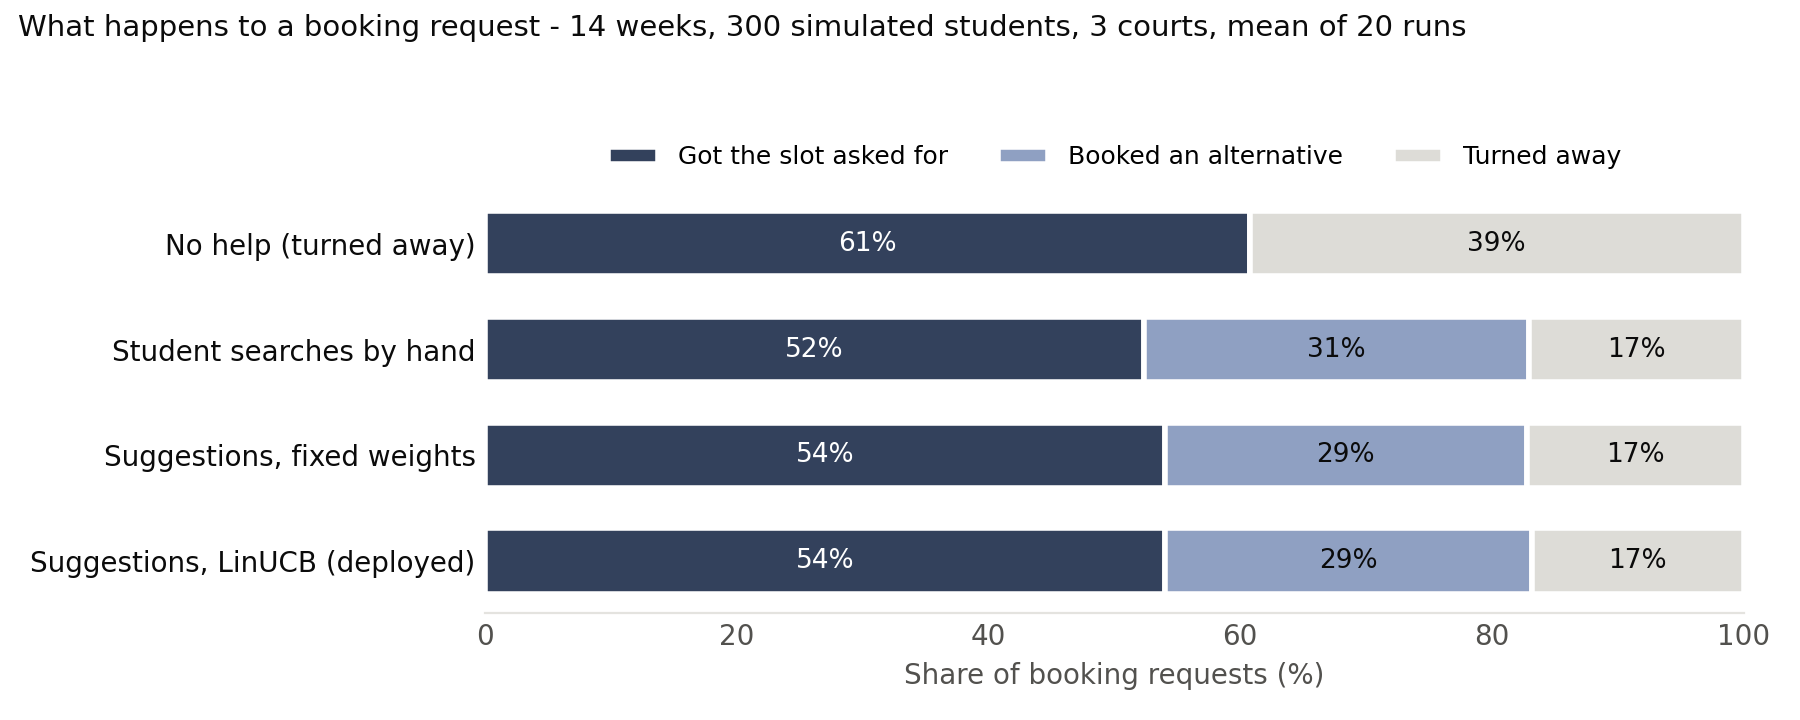 What happens to a booking request - 14 weeks, 300 simulated students, 3 courts, mean of 20 runs
Got the slot asked for
Booked an alternative
Turned away
No help (turned away)
61%
39%
Student searches by hand
52%
31%
17%
Suggestions, fixed weights
54%
29%
17%
Suggestions, LinUCB (deployed)
54%
29%
17%
0
20
40
60
80
100
Share of booking requests (%)